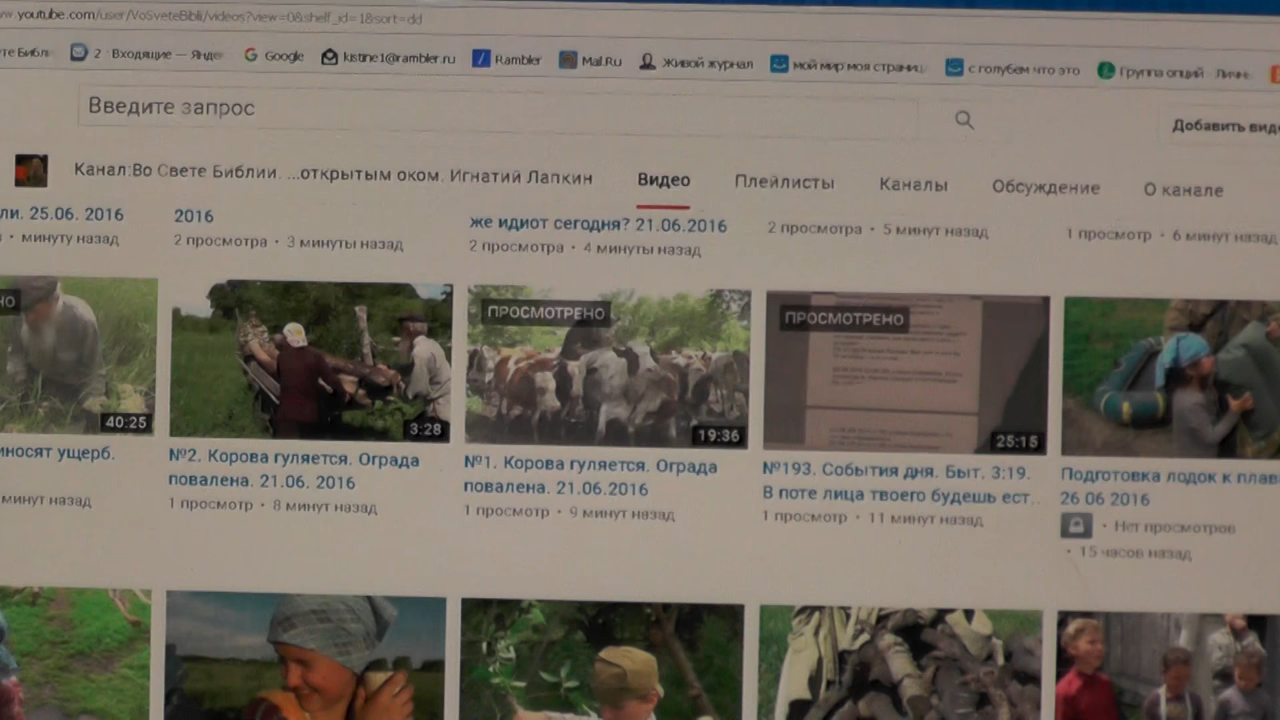 youtube.com/user/VoSveteBibli/videos?view=0&shelf_id=1&sort=dd
2 · Входящие — Янде
Google
kistine1@rambler.ru
Rambler
Mail.Ru
Живой журнал
мой мир моя страниц
с голубем что это
Группа опций
Введите запрос
Добавить виде
Канал:Во Свете Библии. ...открытым оком. Игнатий Лапкин
Видео
Плейлисты
Каналы
Обсуждение
О канале
ли. 25.06. 2016
• минуту назад
2016
2 просмотра • 3 минуты назад
же идиот сегодня? 21.06.2016
2 просмотра • 4 минуты назад
2 просмотра • 5 минут назад
1 просмотр • 6 минут назад
НО
40:25
3:28
ПРОСМОТРЕНО
19:36
ПРОСМОТРЕНО
25:15
иносят ущерб.
минут назад
№2. Корова гуляется. Ограда
повалена. 21.06. 2016
1 просмотр • 8 минут назад
№1. Корова гуляется. Ограда
повалена. 21.06.2016
1 просмотр • 9 минут назад
№193. События дня. Быт. 3:19.
В поте лица твоего будешь ест...
1 просмотр • 11 минут назад
Подготовка лодок к плав
26 06 2016
• Нет просмотров
• 15 часов назад